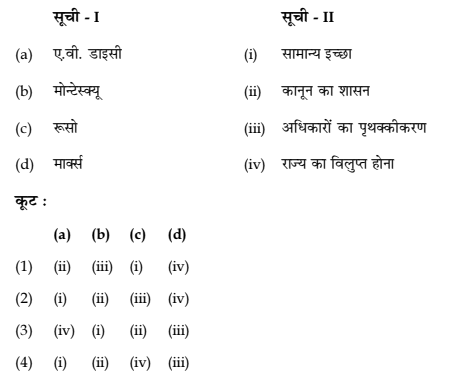 सूची - I सूची - II
(a) ए.वी. डाइसी (i) सामान्य इच्छा
(b) मोन्टेस्क्यू (ii) कानून का शासन
(c) रूसो (iii) अधिकारों का पृथक्कीकरण
(d) मार्क्स (iv) राज्य का विलुप्त होना
कूट :
(a) (b) (c) (d)
(1) (ii) (iii) (i) (iv)
(2) (i) (ii) (iii) (iv)
(3) (iv) (i) (ii) (iii)
(4) (i) (ii) (iv) (iii)